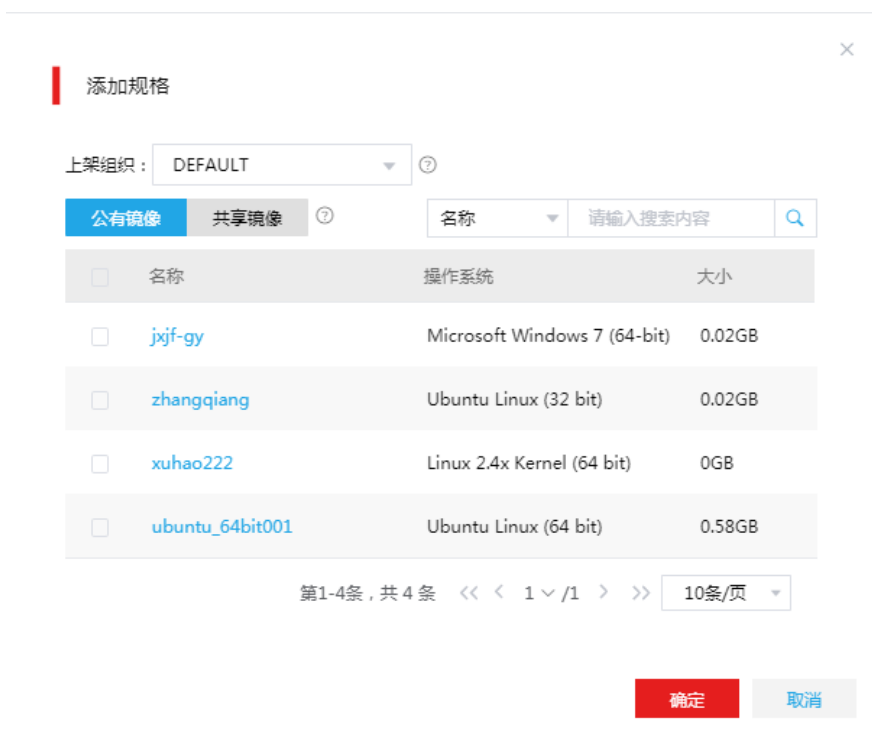 添加规格
上架组织： DEFAULT
公有镜像 共享镜像 名称 请输入搜索内容
名称 操作系统 大小
jxjf-gy Microsoft Windows 7 (64-bit) 0.02GB
zhangqiang Ubuntu Linux (32 bit) 0.02GB
xuhao222 Linux 2.4x Kernel (64 bit) 0GB
ubuntu_64bit001 Ubuntu Linux (64 bit) 0.58GB
第1-4条，共 4 条 << < 1 /1 > >> 10条/页
确定 取消